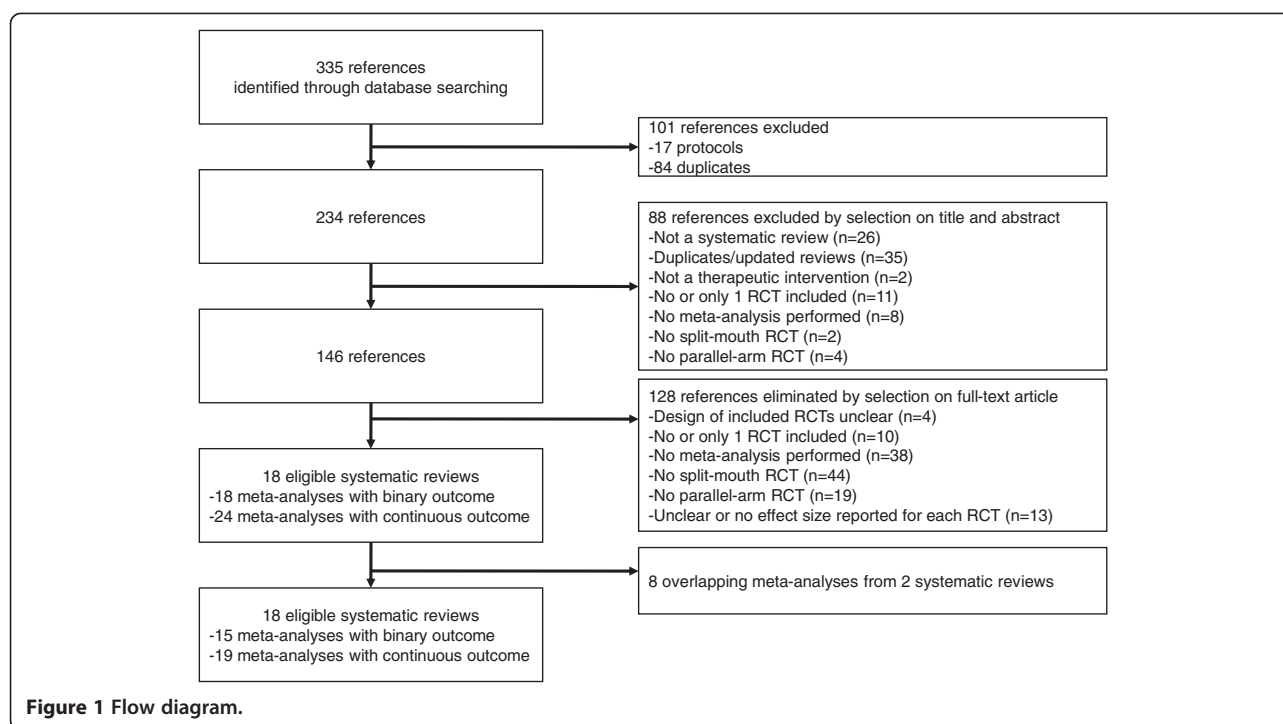 335 references
identified through database searching
101 references excluded
-17 protocols
-84 duplicates
234 references
88 references excluded by selection on title and abstract
-Not a systematic review (n=26)
-Duplicates/updated reviews (n=35)
-Not a therapeutic intervention (n=2)
-No or only 1 RCT included (n=11)
-No meta-analysis performed (n=8)
-No split-mouth RCT (n=2)
-No parallel-arm RCT (n=4)
146 references
128 references eliminated by selection on full-text article
-Design of included RCTs unclear (n=4)
-No or only 1 RCT included (n=10)
-No meta-analysis performed (n=38)
-No split-mouth RCT (n=44)
-No parallel-arm RCT (n=19)
-Unclear or no effect size reported for each RCT (n=13)
18 eligible systematic reviews
-18 meta-analyses with binary outcome
-24 meta-analyses with continuous outcome
8 overlapping meta-analyses from 2 systematic reviews
18 eligible systematic reviews
-15 meta-analyses with binary outcome
-19 meta-analyses with continuous outcome
Figure 1 Flow diagram.